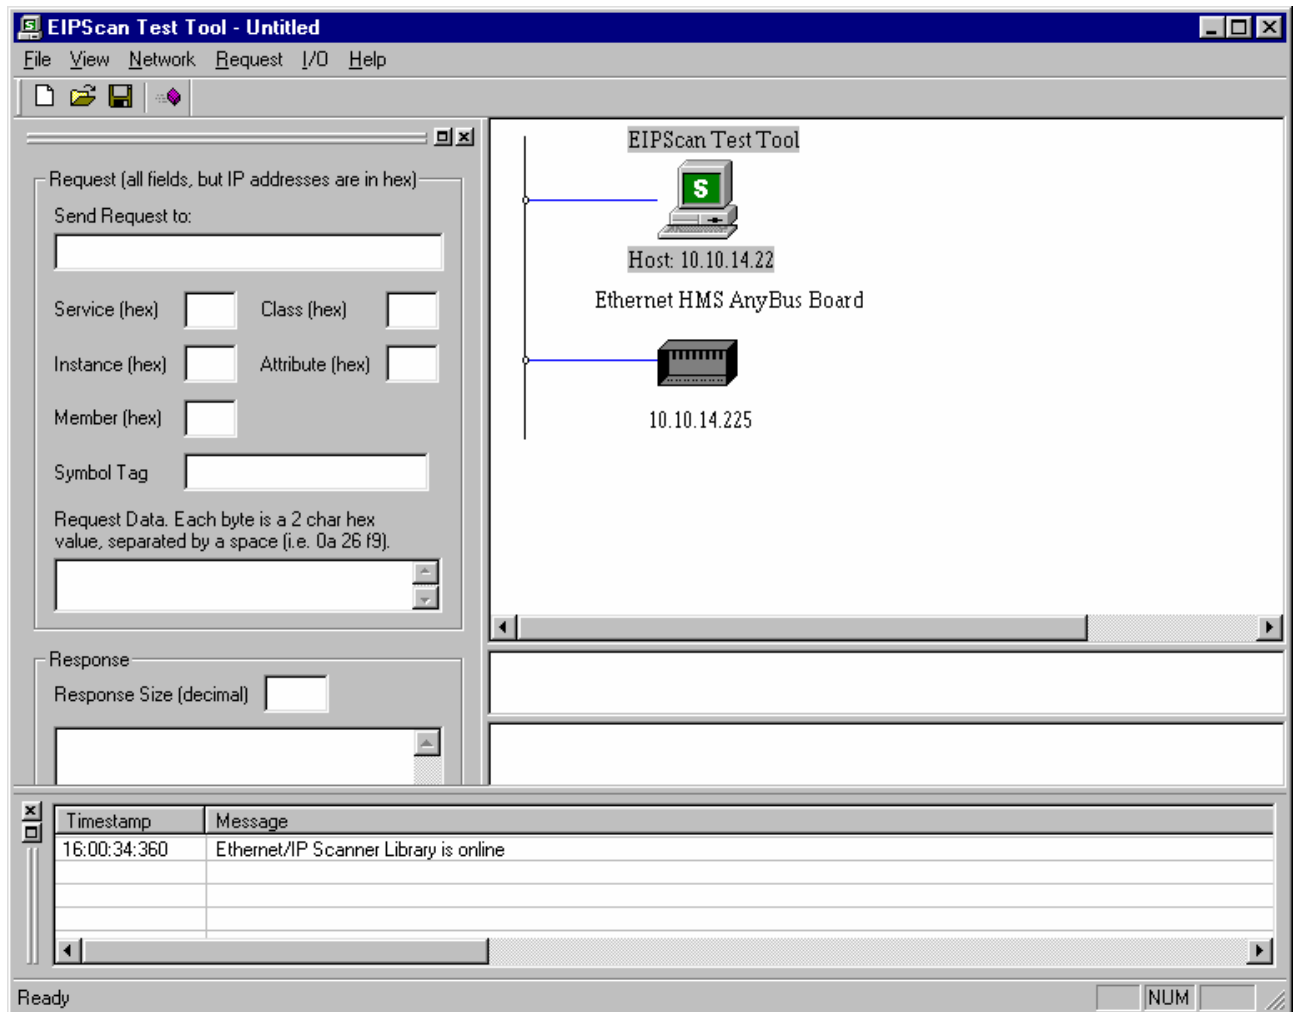 EIPScan Test Tool - Untitled
File View Network Request I/O Help
Request (all fields, but IP addresses are in hex)
Send Request to:
Service (hex) Class (hex)
Instance (hex) Attribute (hex)
Member (hex)
Symbol Tag
Request Data. Each byte is a 2 char hex
value, separated by a space (i.e. 0a 26 f9).
Response
Response Size (decimal)
EIPScan Test Tool
S
Host: 10.10.14.22
Ethernet HMS AnyBus Board
10.10.14.225
Timestamp Message
16:00:34:360 Ethernet/IP Scanner Library is online
Ready NUM